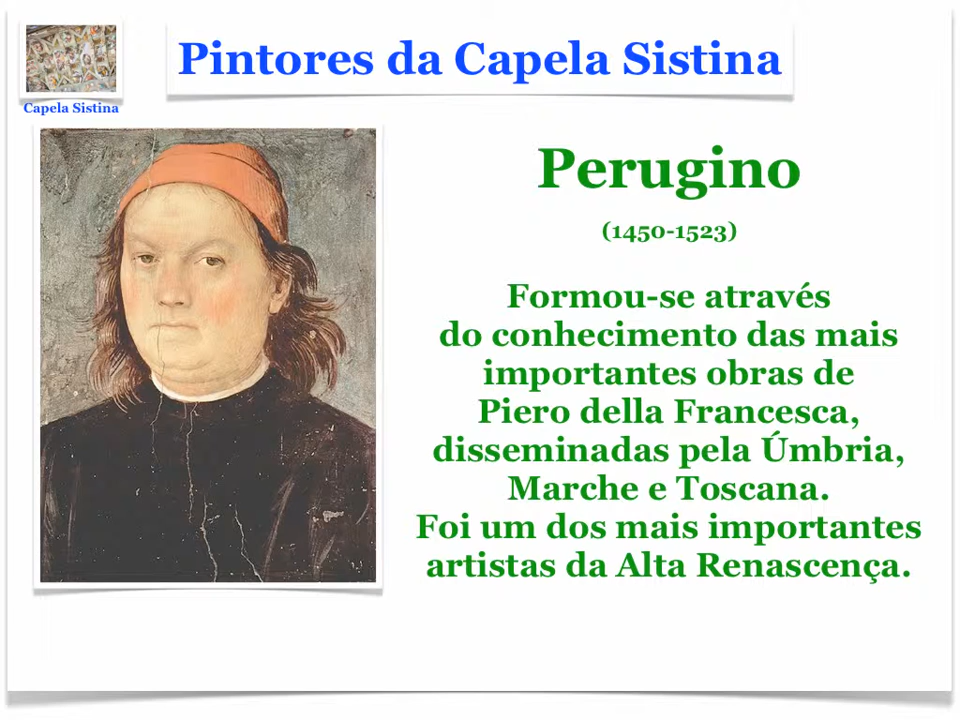 Pintores da Capela Sistina
Capela Sistina
Perugino
(1450-1523)
Formou-se através
do conhecimento das mais
importantes obras de
Piero della Francesca,
disseminadas pela Úmbria,
Marche e Toscana.
Foi um dos mais importantes
artistas da Alta Renascença.